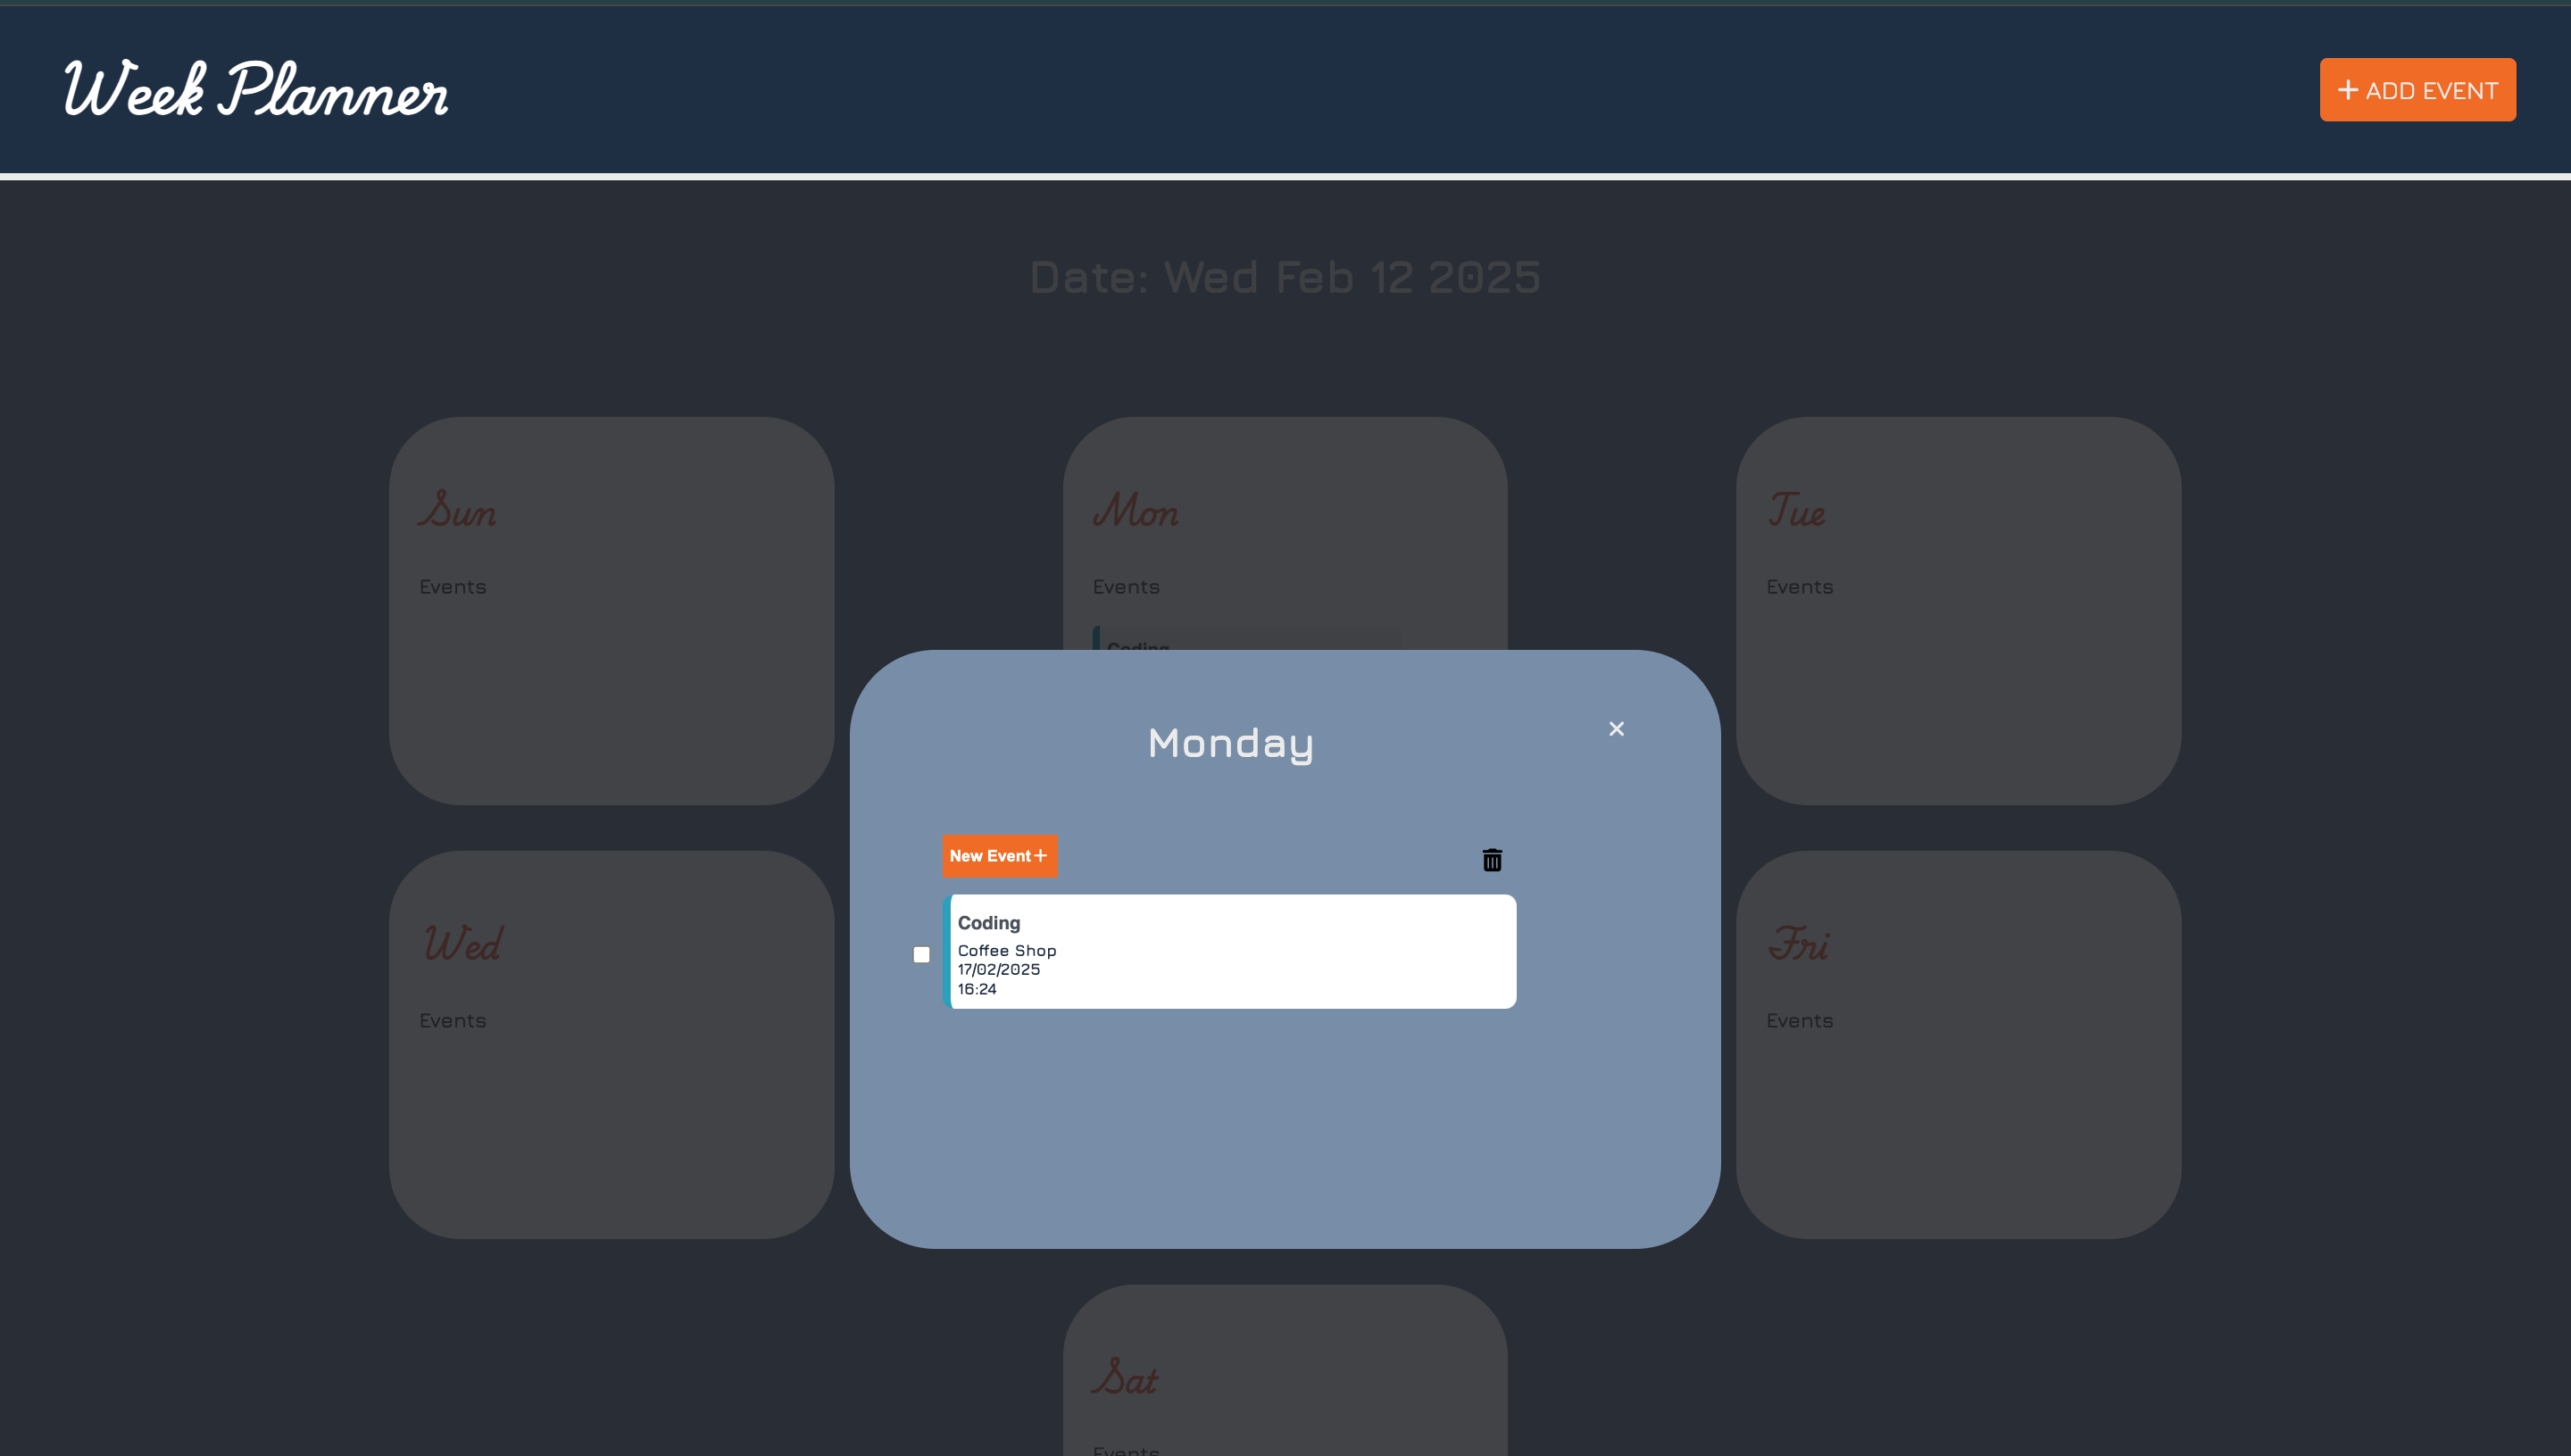 Week Planner
+ ADD EVENT
Date: Wed Feb 12 2025
Sun
Events
Mon
Events
Coding
Tue
Events
Monday
×
New Event+
Coding
Coffee Shop
17/02/2025
16:24
Wed
Events
Fri
Events
Sat
Events